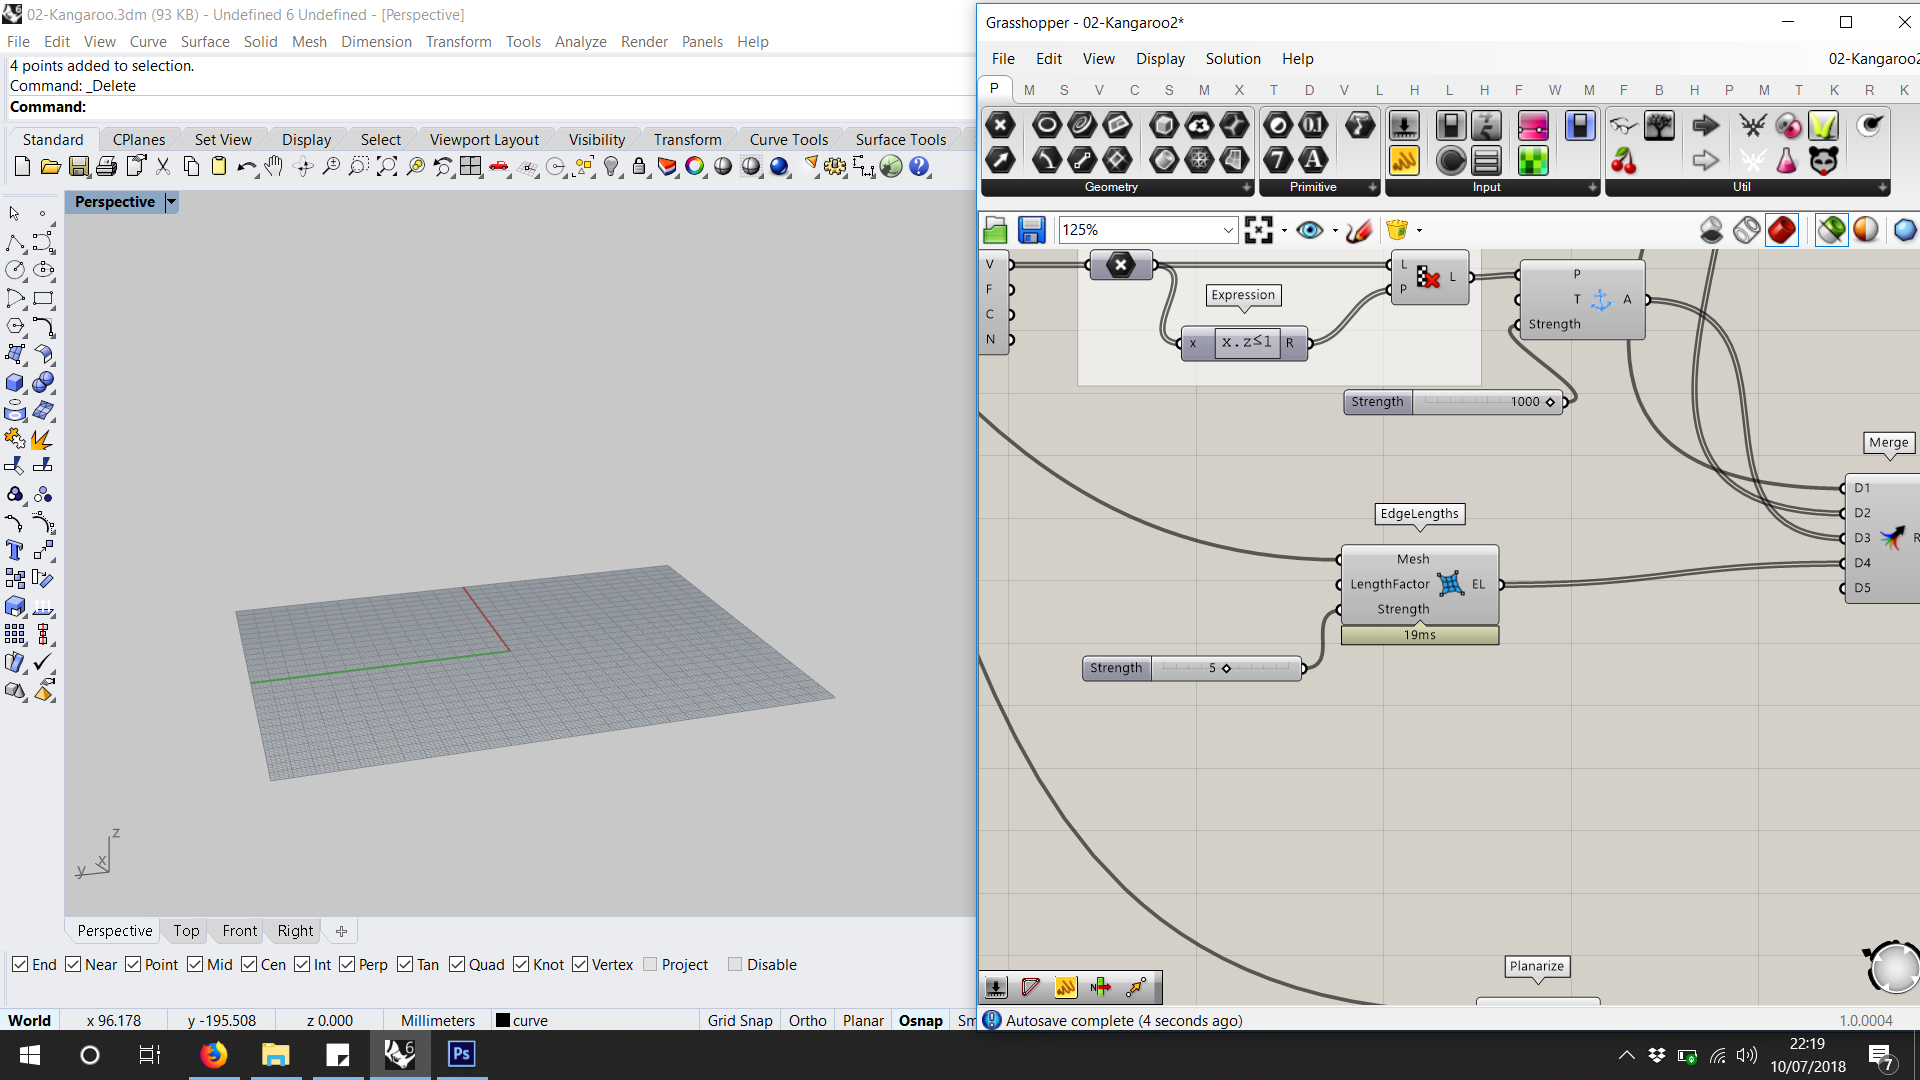 02-Kangaroo.3dm (93 KB) - Undefined 6 Undefined - [Perspective]
File Edit View Curve Surface Solid Mesh Dimension Transform Tools Analyze Render Panels Help
4 points added to selection.
Command: _Delete
Command:
Standard CPlanes Set View Display Select Viewport Layout Visibility Transform Curve Tools Surface Tools
Perspective
z
x
y
Perspective Top Front Right
End Near Point Mid Cen Int Perp Tan Quad Knot Vertex Project Disable
World x 96.178 y -195.508 z 0.000 Millimeters curve Grid Snap Ortho Planar Osnap Sm
Grasshopper - 02-Kangaroo2*
File Edit View Display Solution Help 02-Kangaroo2
P M S V C S M X T D V L H L H F W M F B H P M T K R K
Geometry Primitive Input Util
125%
V
F
C
N
Expression
x x.z≤1 R
L
P
L
P
T
Strength
A
Strength 1000
Merge
D1
D2
D3
D4
D5
R
EdgeLengths
Mesh
LengthFactor
Strength
EL
19ms
Strength 5
Planarize
Autosave complete (4 seconds ago) 1.0.0004
6
Ps
22:19
10/07/2018
7